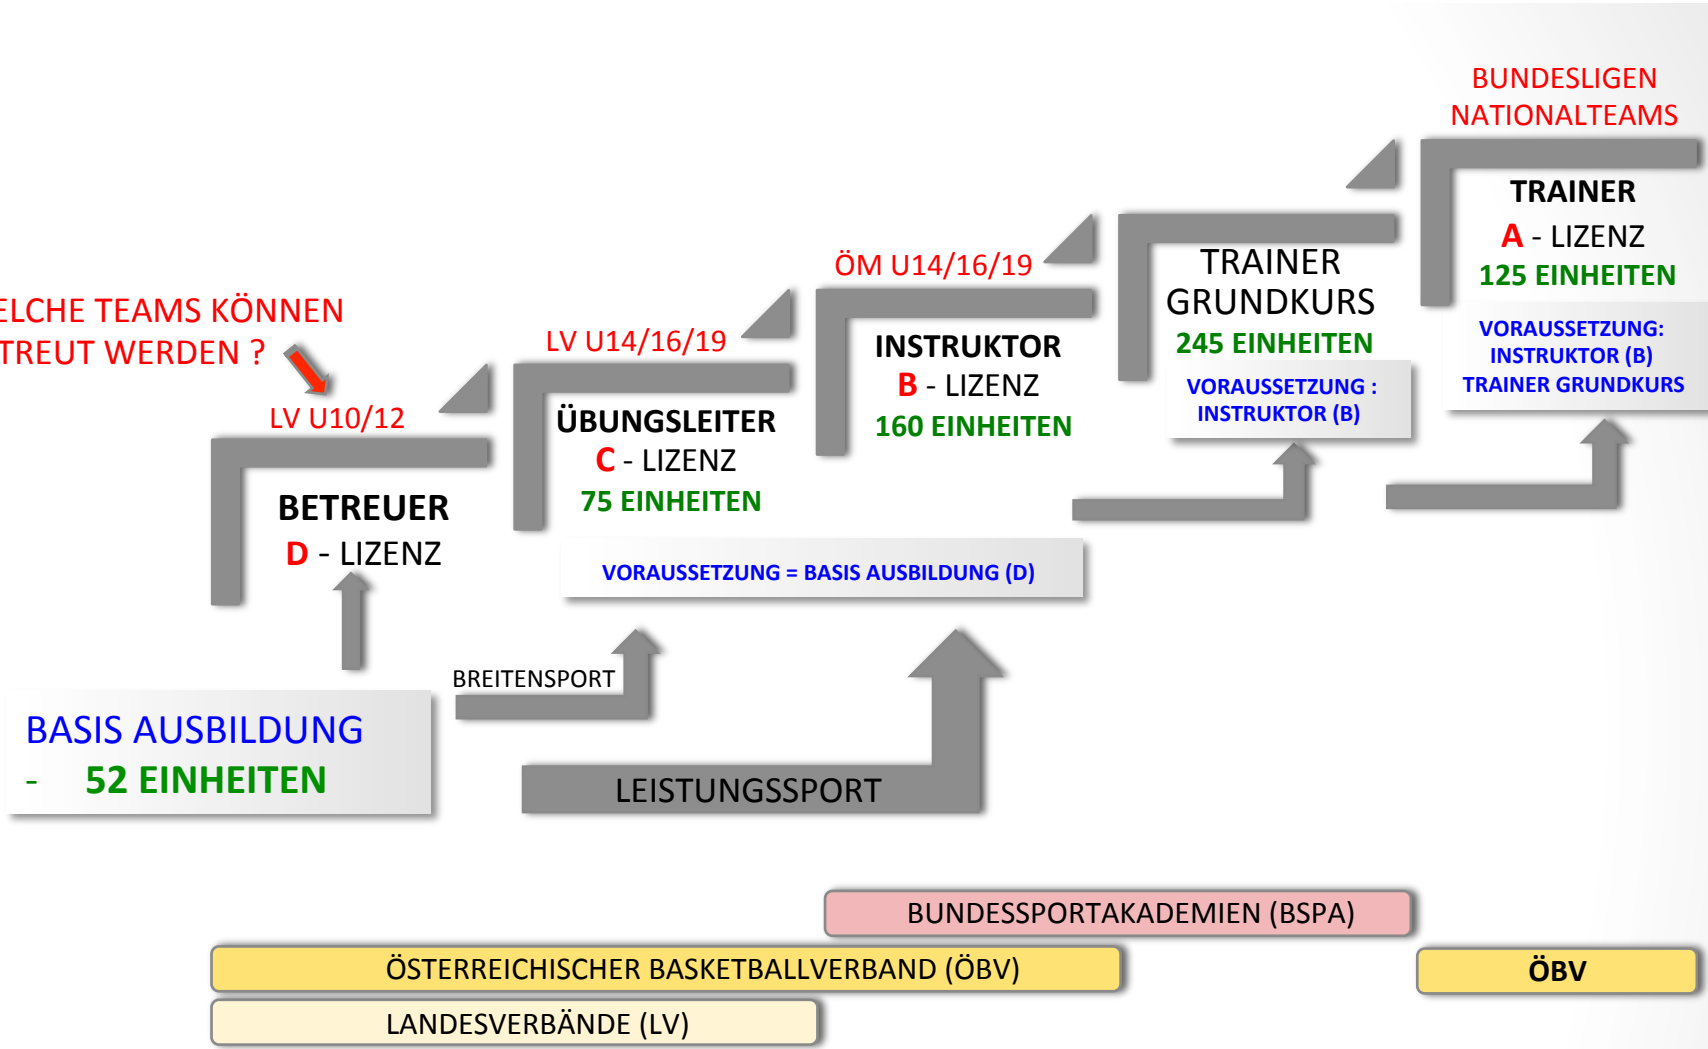 BUNDESLIGEN
NATIONALTEAMS
TRAINER
A - LIZENZ
125 EINHEITEN
VORAUSSETZUNG:
INSTRUKTOR (B)
TRAINER GRUNDKURS
TRAINER
GRUNDKURS
245 EINHEITEN
VORAUSSETZUNG :
INSTRUKTOR (B)
ÖM U14/16/19
INSTRUKTOR
B - LIZENZ
160 EINHEITEN
LV U14/16/19
ÜBUNGSLEITER
C - LIZENZ
75 EINHEITEN
VORAUSSETZUNG = BASIS AUSBILDUNG (D)
ELCHE TEAMS KÖNNEN
TREUT WERDEN ?
LV U10/12
BETREUER
D - LIZENZ
BREITENSPORT
BASIS AUSBILDUNG
- 52 EINHEITEN
LEISTUNGSSPORT
BUNDESSPORTAKADEMIEN (BSPA)
ÖSTERREICHISCHER BASKETBALLVERBAND (ÖBV)
ÖBV
LANDESVERBÄNDE (LV)